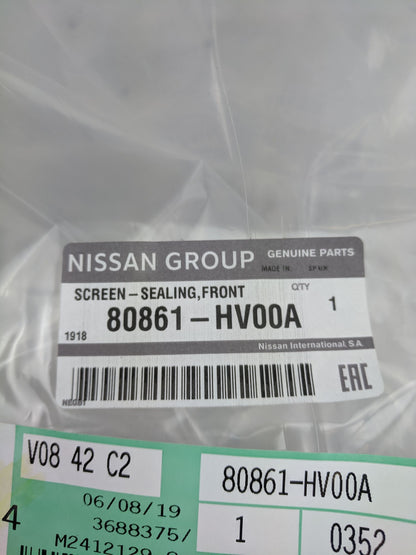 NISSAN GROUP GENUINE PARTS
MADE IN
SCREEN-SEALING,FRONT QTY
80861-HV00A 1
1918
Nissan International, S.A.
EAC
V08 42 C2
80861-HV00A
06/08/19
4 3688375/
1 0352